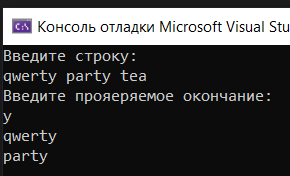 Консоль отладки Microsoft Visual Stu
Введите строку:
qwerty party tea
Введите прояеряемое окончание:
y
qwerty
party